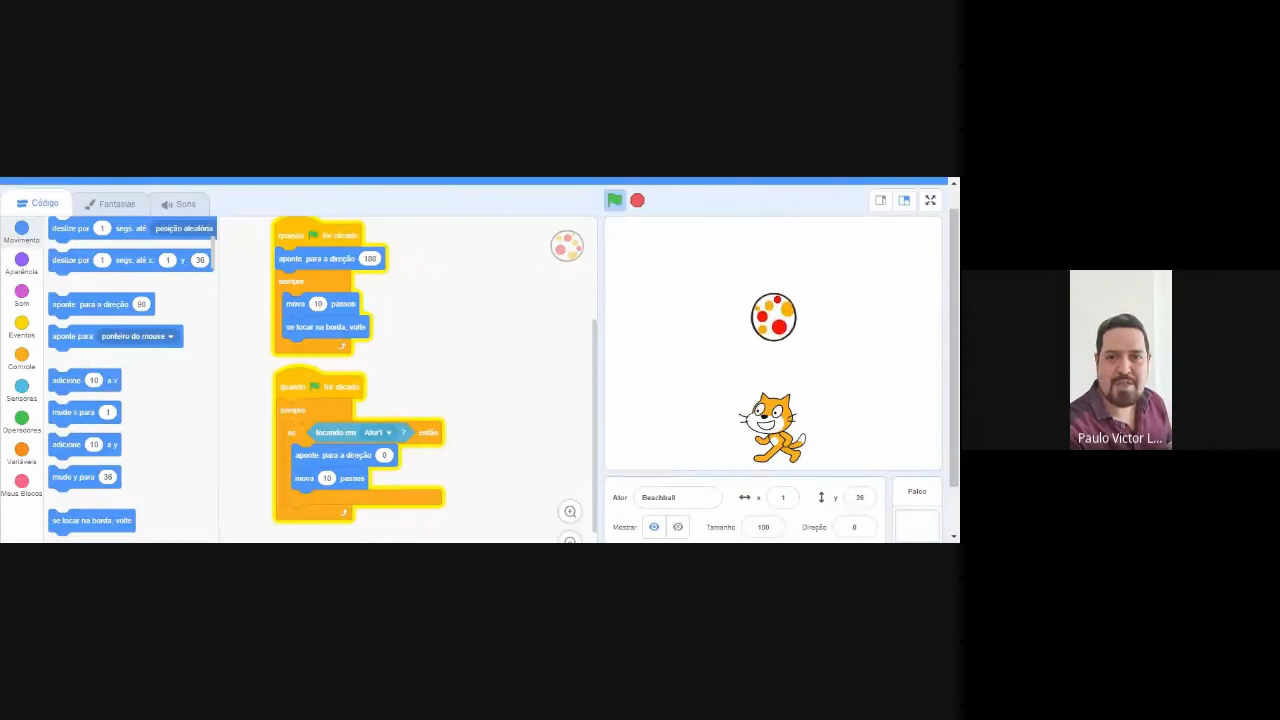 Código
Fantasias
Sons
Movimento
Aparência
Som
Eventos
Controle
Sensores
Operadores
Variáveis
Meus Blocos
deslize por 1 segs. até posição aleatória
deslize por 1 segs. até x: 1 y: 36
aponte para a direção 90
aponte para ponteiro do mouse
adicione 10 a x
mude x para 1
adicione 10 a y
mude y para 36
se tocar na borda, volte
quando for clicado
aponte para a direção 180
sempre
mova 10 passos
se tocar na borda, volte
quando for clicado
sempre
se tocando em Ator1 ? então
aponte para a direção 0
mova 10 passos
Ator Beachball x 1 y 36
Mostrar Tamanho 100 Direção 0
Palco
Paulo Victor L...